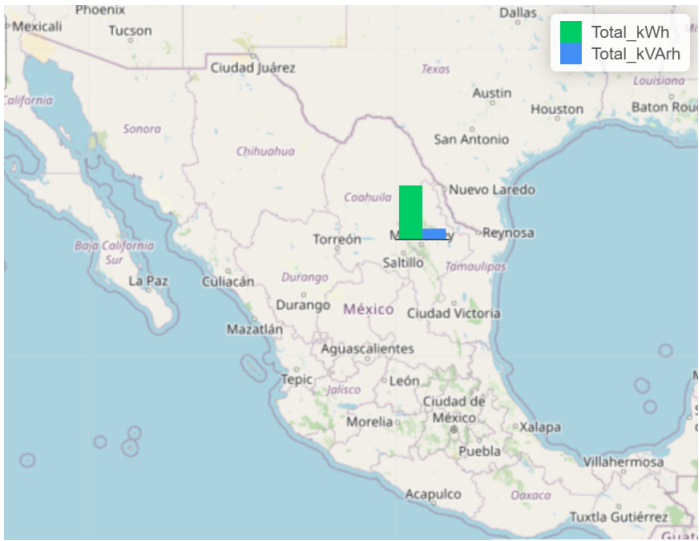 Phoenix
Mexicali
Tucson
Dallas
Total_kWh
Total_kVArh
Ciudad Juárez
Texas
Louisiana
California
Austin
Baton
Houston
Sonora
San Antonio
Chihuahua
Coahuila
Nuevo Laredo
Reynosa
Torreón
Baja California
Sur
Saltillo
Tamaulipas
La Paz
Culiacán
Durango
Durango
México
Ciudad Victoria
Mazatlán
Aguascalientes
Tepic
León
Jalisco
Ciudad de
México
Morelia
Xalapa
Puebla
Villahermosa
Acapulco
Oaxaca
Tuxtla Gutiérrez